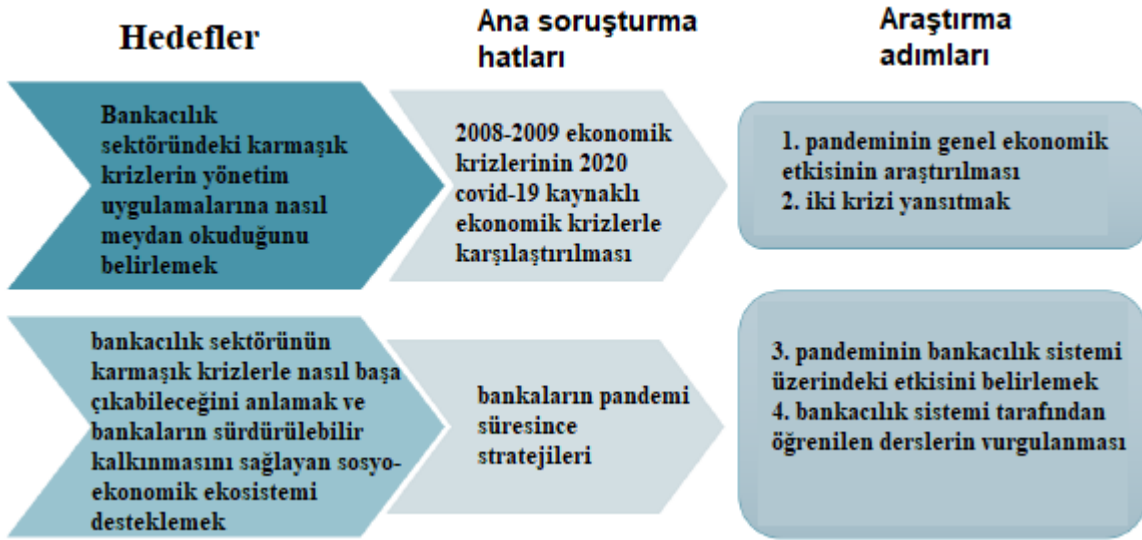 Hedefler
Ana soruşturma
hatları
Araştırma
adımları
Bankacılık
sektöründeki karmaşık
krizlerin yönetim
uygulamalarına nasıl
meydan okuduğunu
belirlemek
2008-2009 ekonomik
krizlerinin 2020
covid-19 kaynaklı
ekonomik krizlerle
karşılaştırılması
1. pandeminin genel ekonomik
etkisinin araştırılması
2. iki krizi yansıtmak
bankacılık sektörünün
karmaşık krizlerle nasıl başa
çıkabileceğini anlamak ve
bankaların sürdürülebilir
kalkınmasını sağlayan sosyo-
ekonomik ekosistemi
desteklemek
bankaların pandemi
süresince
stratejileri
3. pandeminin bankacılık sistemi
üzerindeki etkisini belirlemek
4. bankacılık sistemi tarafından
öğrenilen derslerin vurgulanması